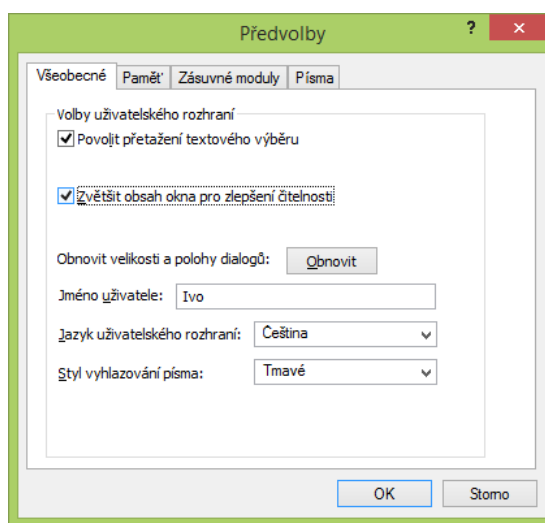 Předvolby ? ×
Všeobecné Paměť Zásuvné moduly Písma
Volby uživatelského rozhraní
Povolit přetažení textového výběru
Zvětšit obsah okna pro zlepšení čitelnosti
Obnovit velikosti a polohy dialogů: Obnovit
Jméno uživatele: Ivo
Jazyk uživatelského rozhraní: Čeština
Styl vyhlazování písma: Tmavé
OK Storno